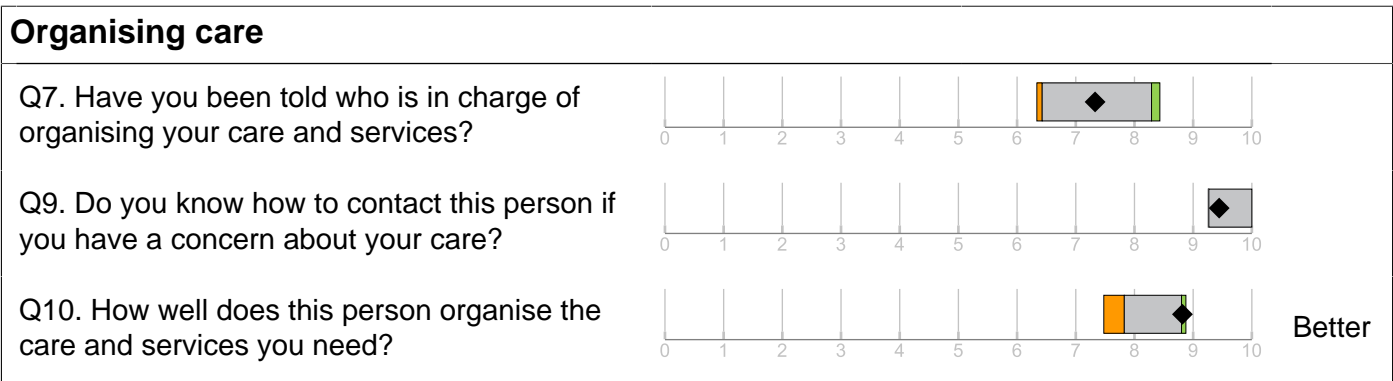 Organising care
Q7. Have you been told who is in charge of
organising your care and services?
0 1 2 3 4 5 6 7 8 9 10
Q9. Do you know how to contact this person if
you have a concern about your care?
0 1 2 3 4 5 6 7 8 9 10
Q10. How well does this person organise the
care and services you need?
0 1 2 3 4 5 6 7 8 9 10
Better